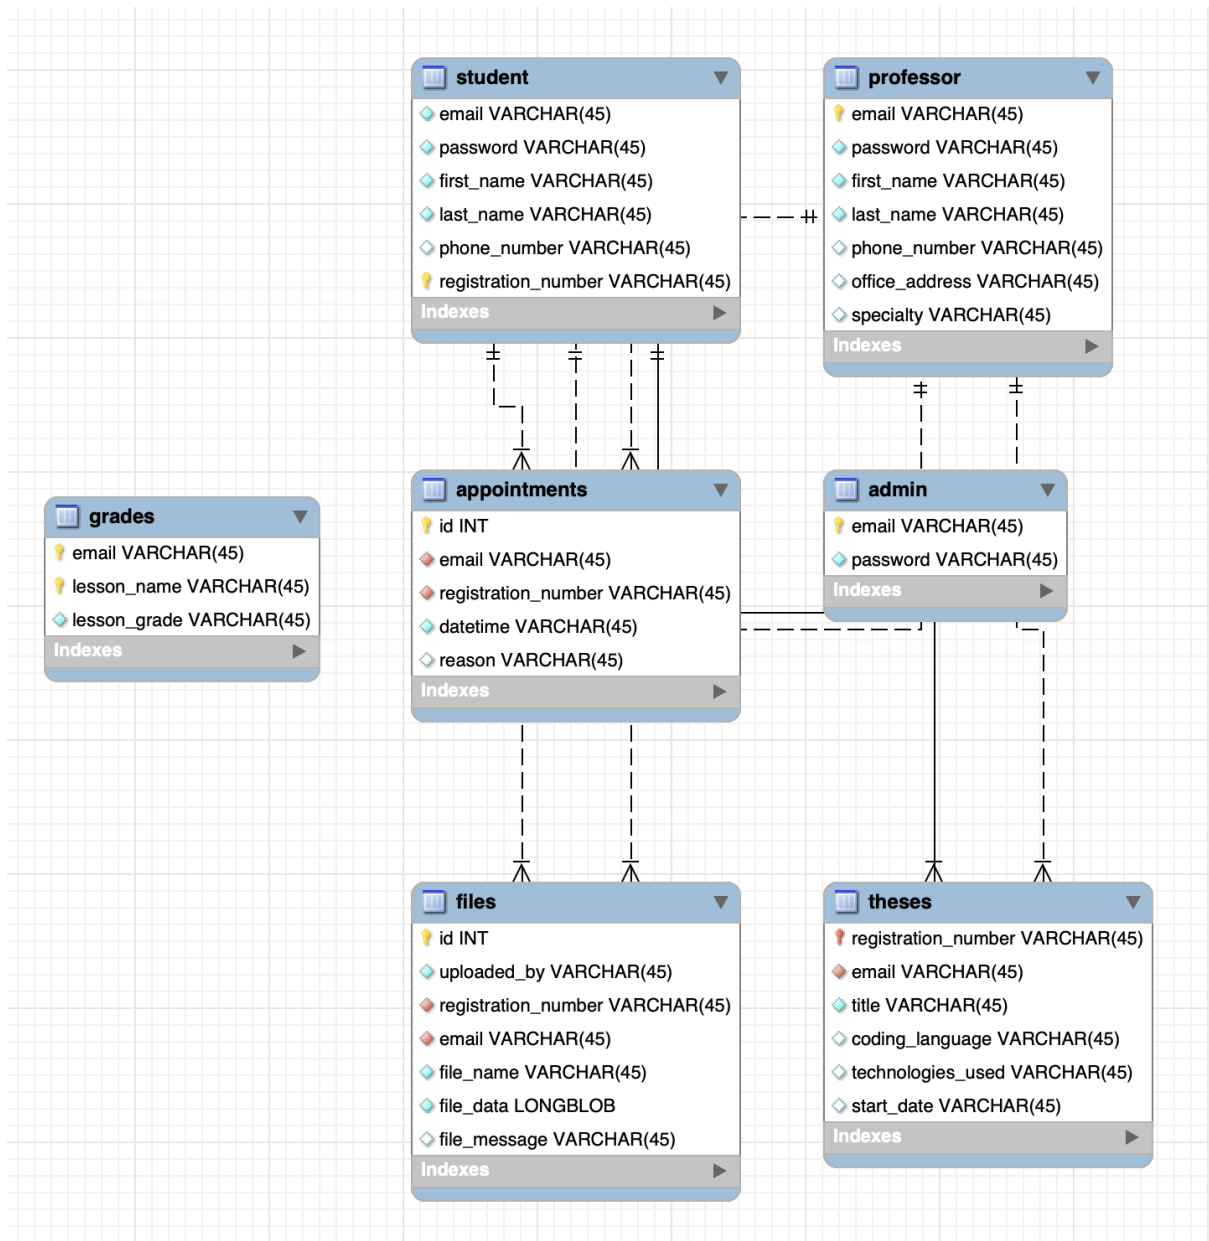 student
email VARCHAR(45)
password VARCHAR(45)
first_name VARCHAR(45)
last_name VARCHAR(45)
phone_number VARCHAR(45)
registration_number VARCHAR(45)
Indexes
professor
email VARCHAR(45)
password VARCHAR(45)
first_name VARCHAR(45)
last_name VARCHAR(45)
phone_number VARCHAR(45)
office_address VARCHAR(45)
specialty VARCHAR(45)
Indexes
grades
email VARCHAR(45)
lesson_name VARCHAR(45)
lesson_grade VARCHAR(45)
Indexes
appointments
id INT
email VARCHAR(45)
registration_number VARCHAR(45)
datetime VARCHAR(45)
reason VARCHAR(45)
Indexes
admin
email VARCHAR(45)
password VARCHAR(45)
Indexes
files
id INT
uploaded_by VARCHAR(45)
registration_number VARCHAR(45)
email VARCHAR(45)
file_name VARCHAR(45)
file_data LONGBLOB
file_message VARCHAR(45)
Indexes
theses
registration_number VARCHAR(45)
email VARCHAR(45)
title VARCHAR(45)
coding_language VARCHAR(45)
technologies_used VARCHAR(45)
start_date VARCHAR(45)
Indexes